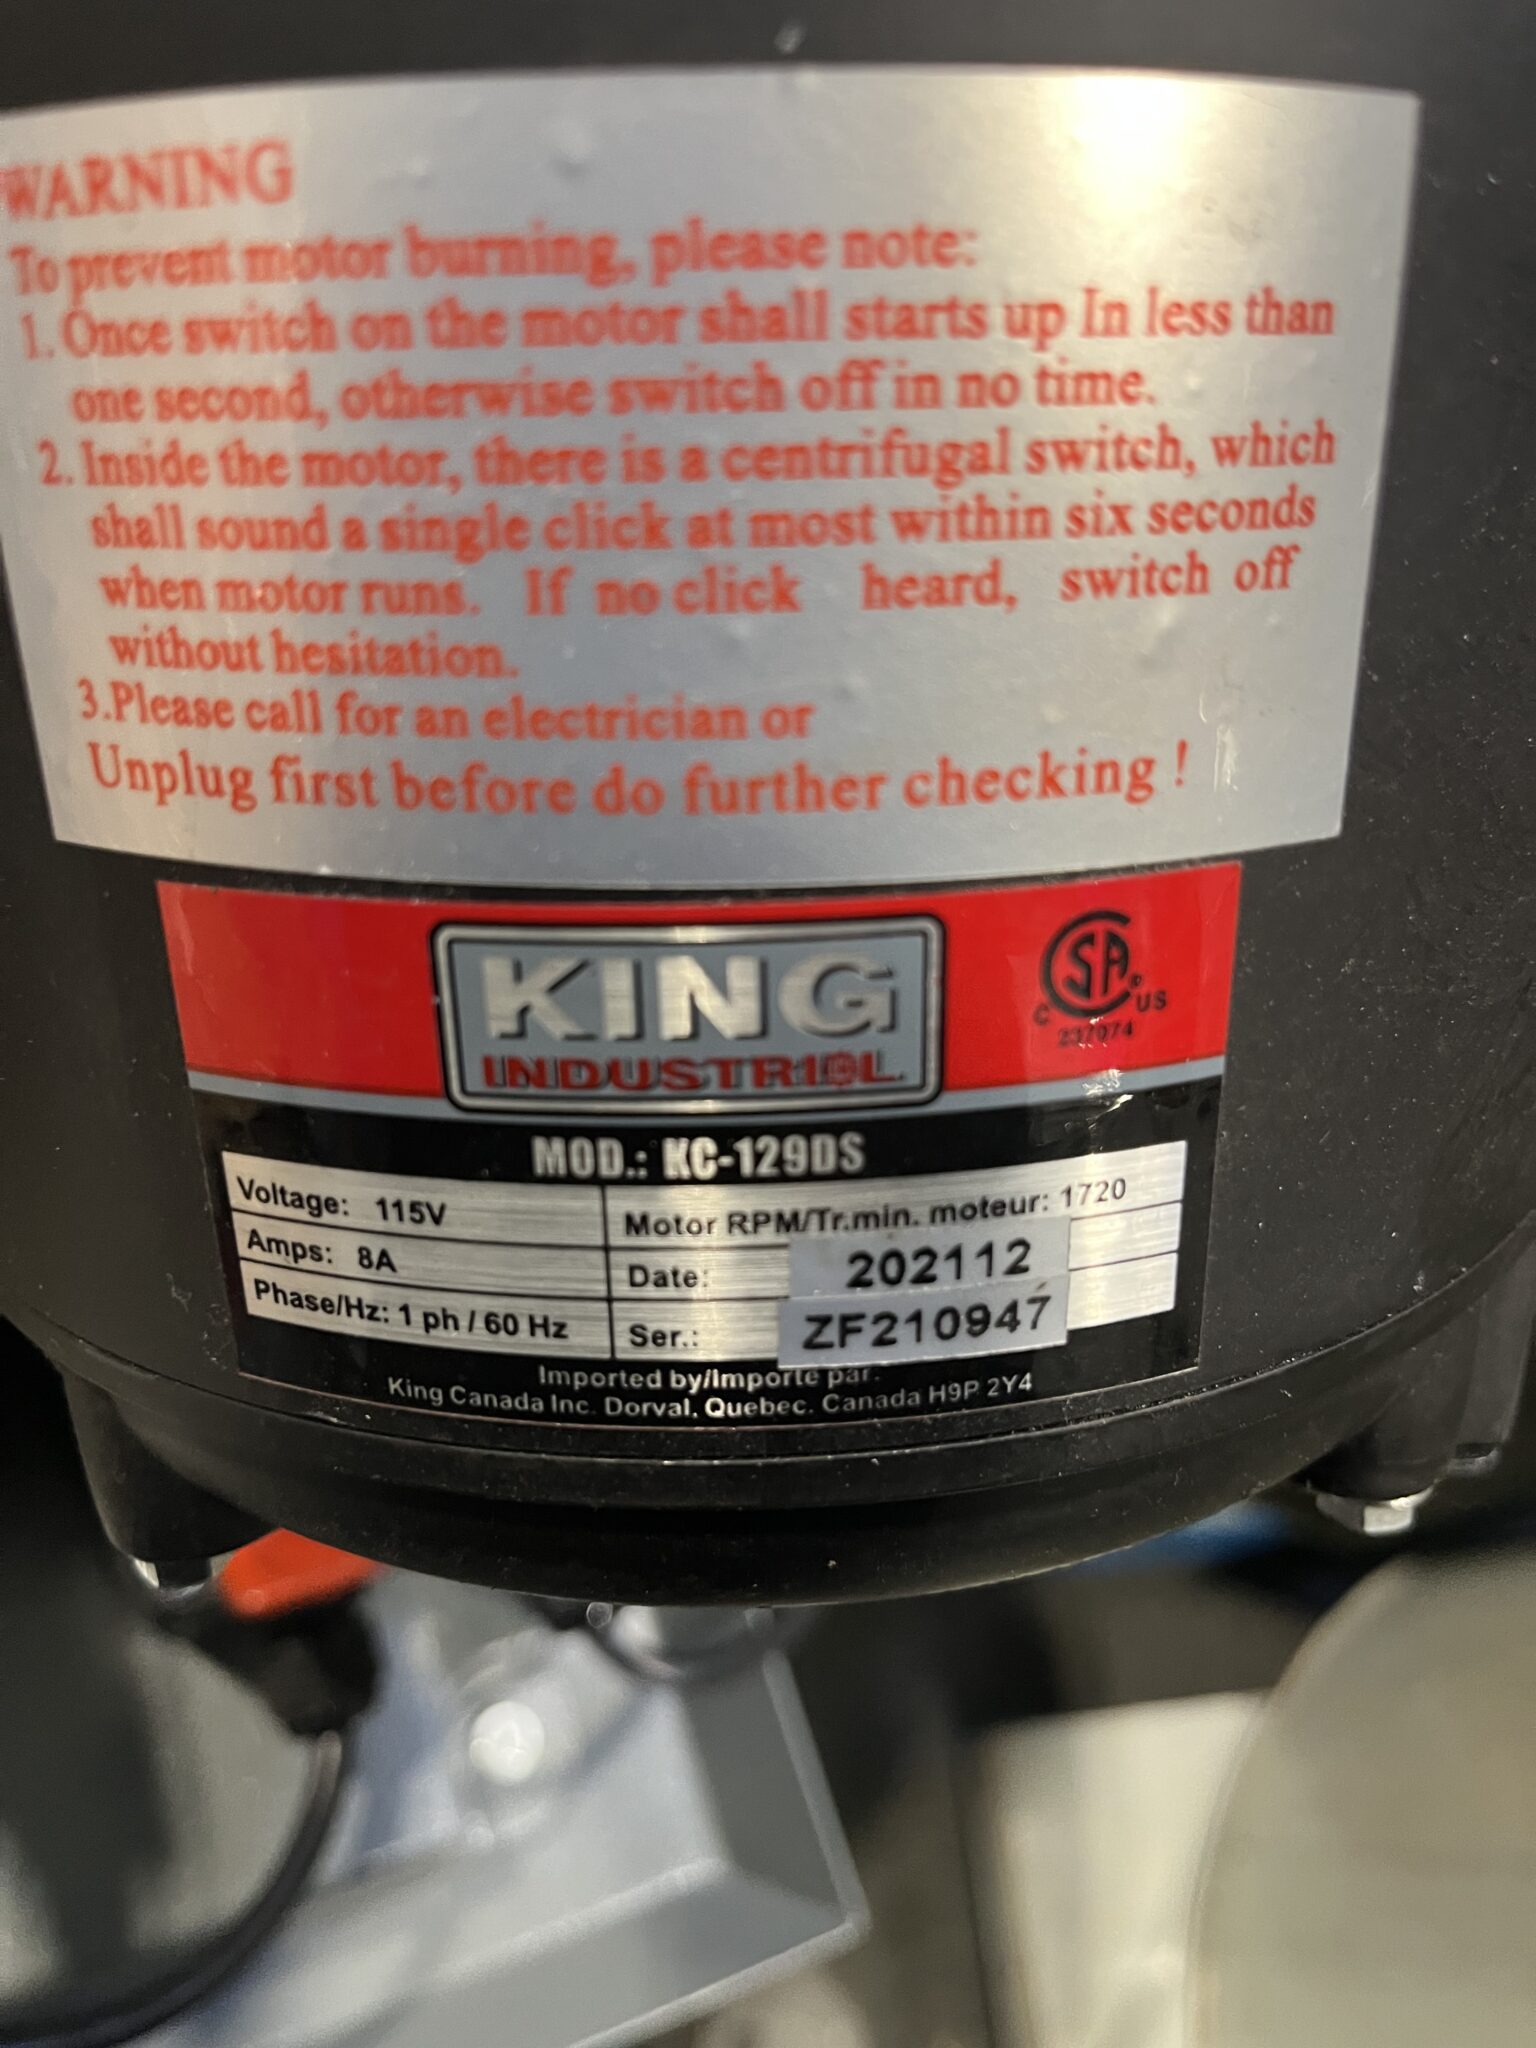 WARNING
To prevent motor burning, please note:
1. Once switch on the motor shall starts up In less than
one second, otherwise switch off in no time.
2. Inside the motor, there is a centrifugal switch, which
shall sound a single click at most within six seconds
when motor runs. If no click heard, switch off
without hesitation.
3.Please call for an electrician or
Unplug first before do further checking !
KING
INDUSTRIAL
CSA
C US
237074
MOD.: KC-129DS
Voltage: 115V
Motor RPM/Tr.min. moteur: 1720
Amps: 8A
Date: 202112
Phase/Hz: 1 ph / 60 Hz
Ser.: ZF210947
Imported by/Importe par:
King Canada Inc. Dorval, Quebec. Canada H9P 2Y4